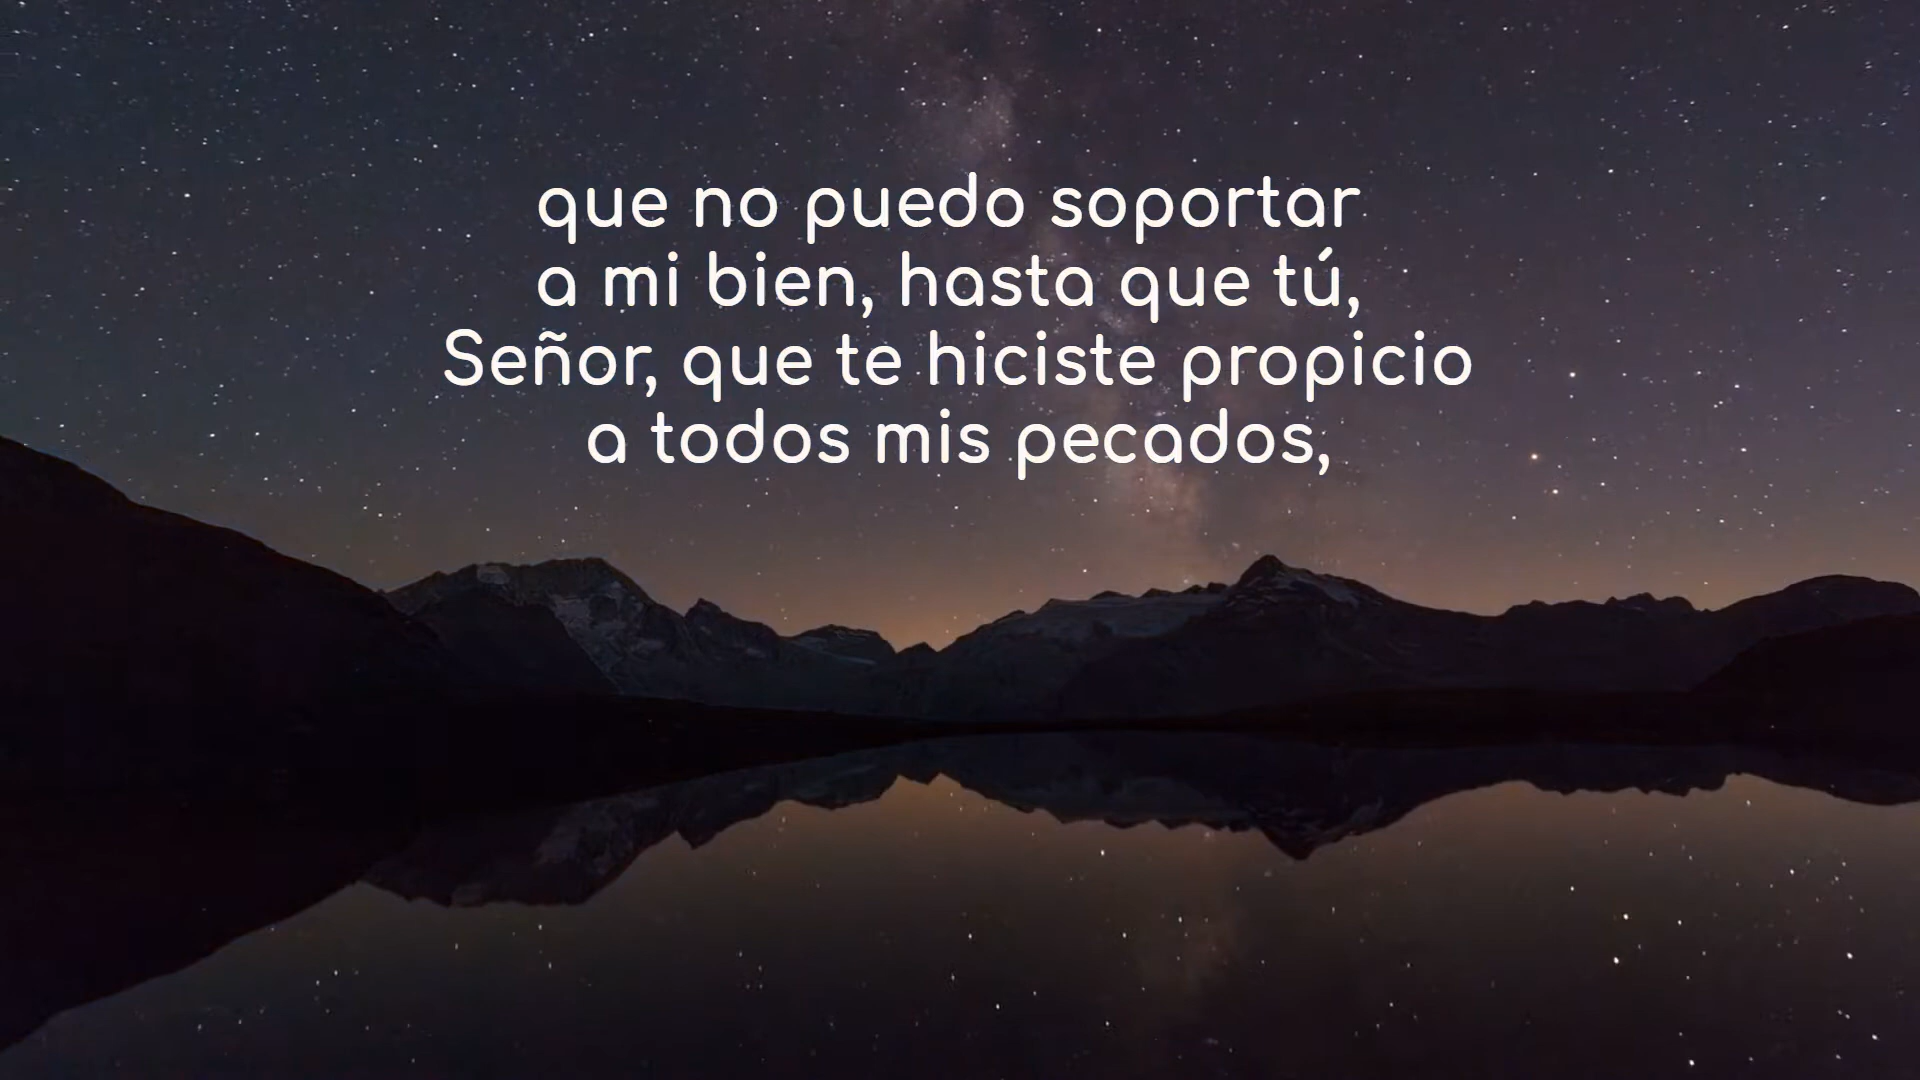 que no puedo soportar
a mi bien, hasta que tú,
Señor, que te hiciste propicio
a todos mis pecados,